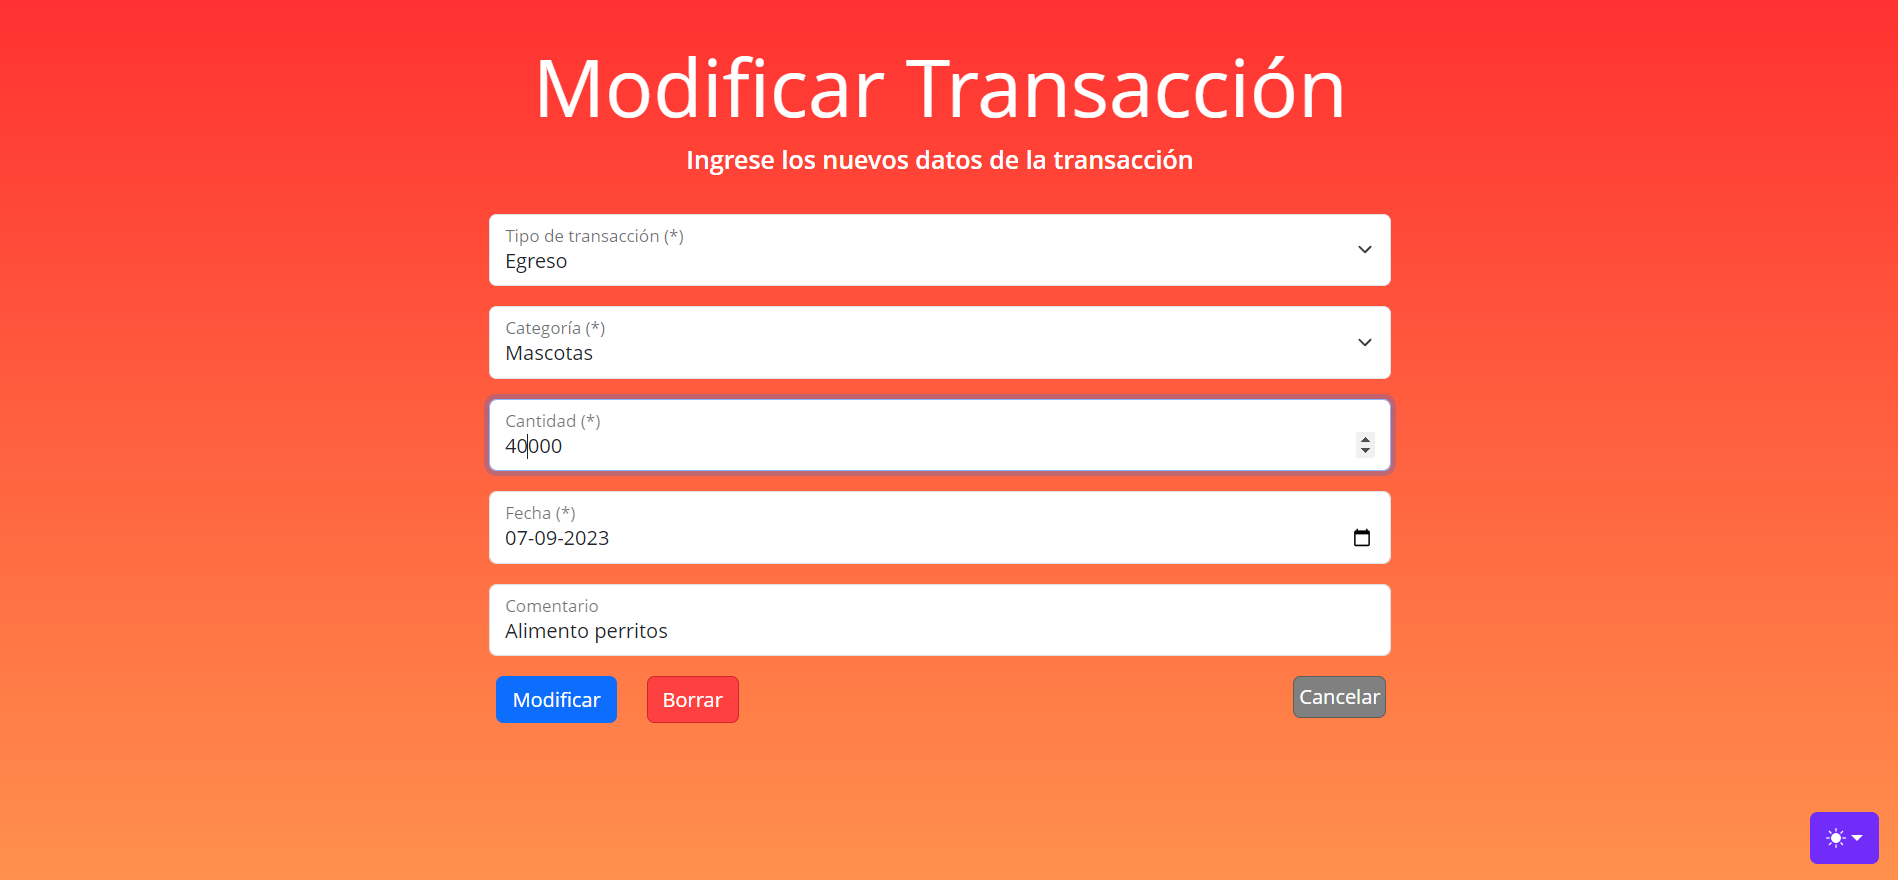 Modificar Transacción
Ingrese los nuevos datos de la transacción
Tipo de transacción (*)
Egreso
Categoría (*)
Mascotas
Cantidad (*)
40000
Fecha (*)
07-09-2023
Comentario
Alimento perritos
Modificar Borrar Cancelar